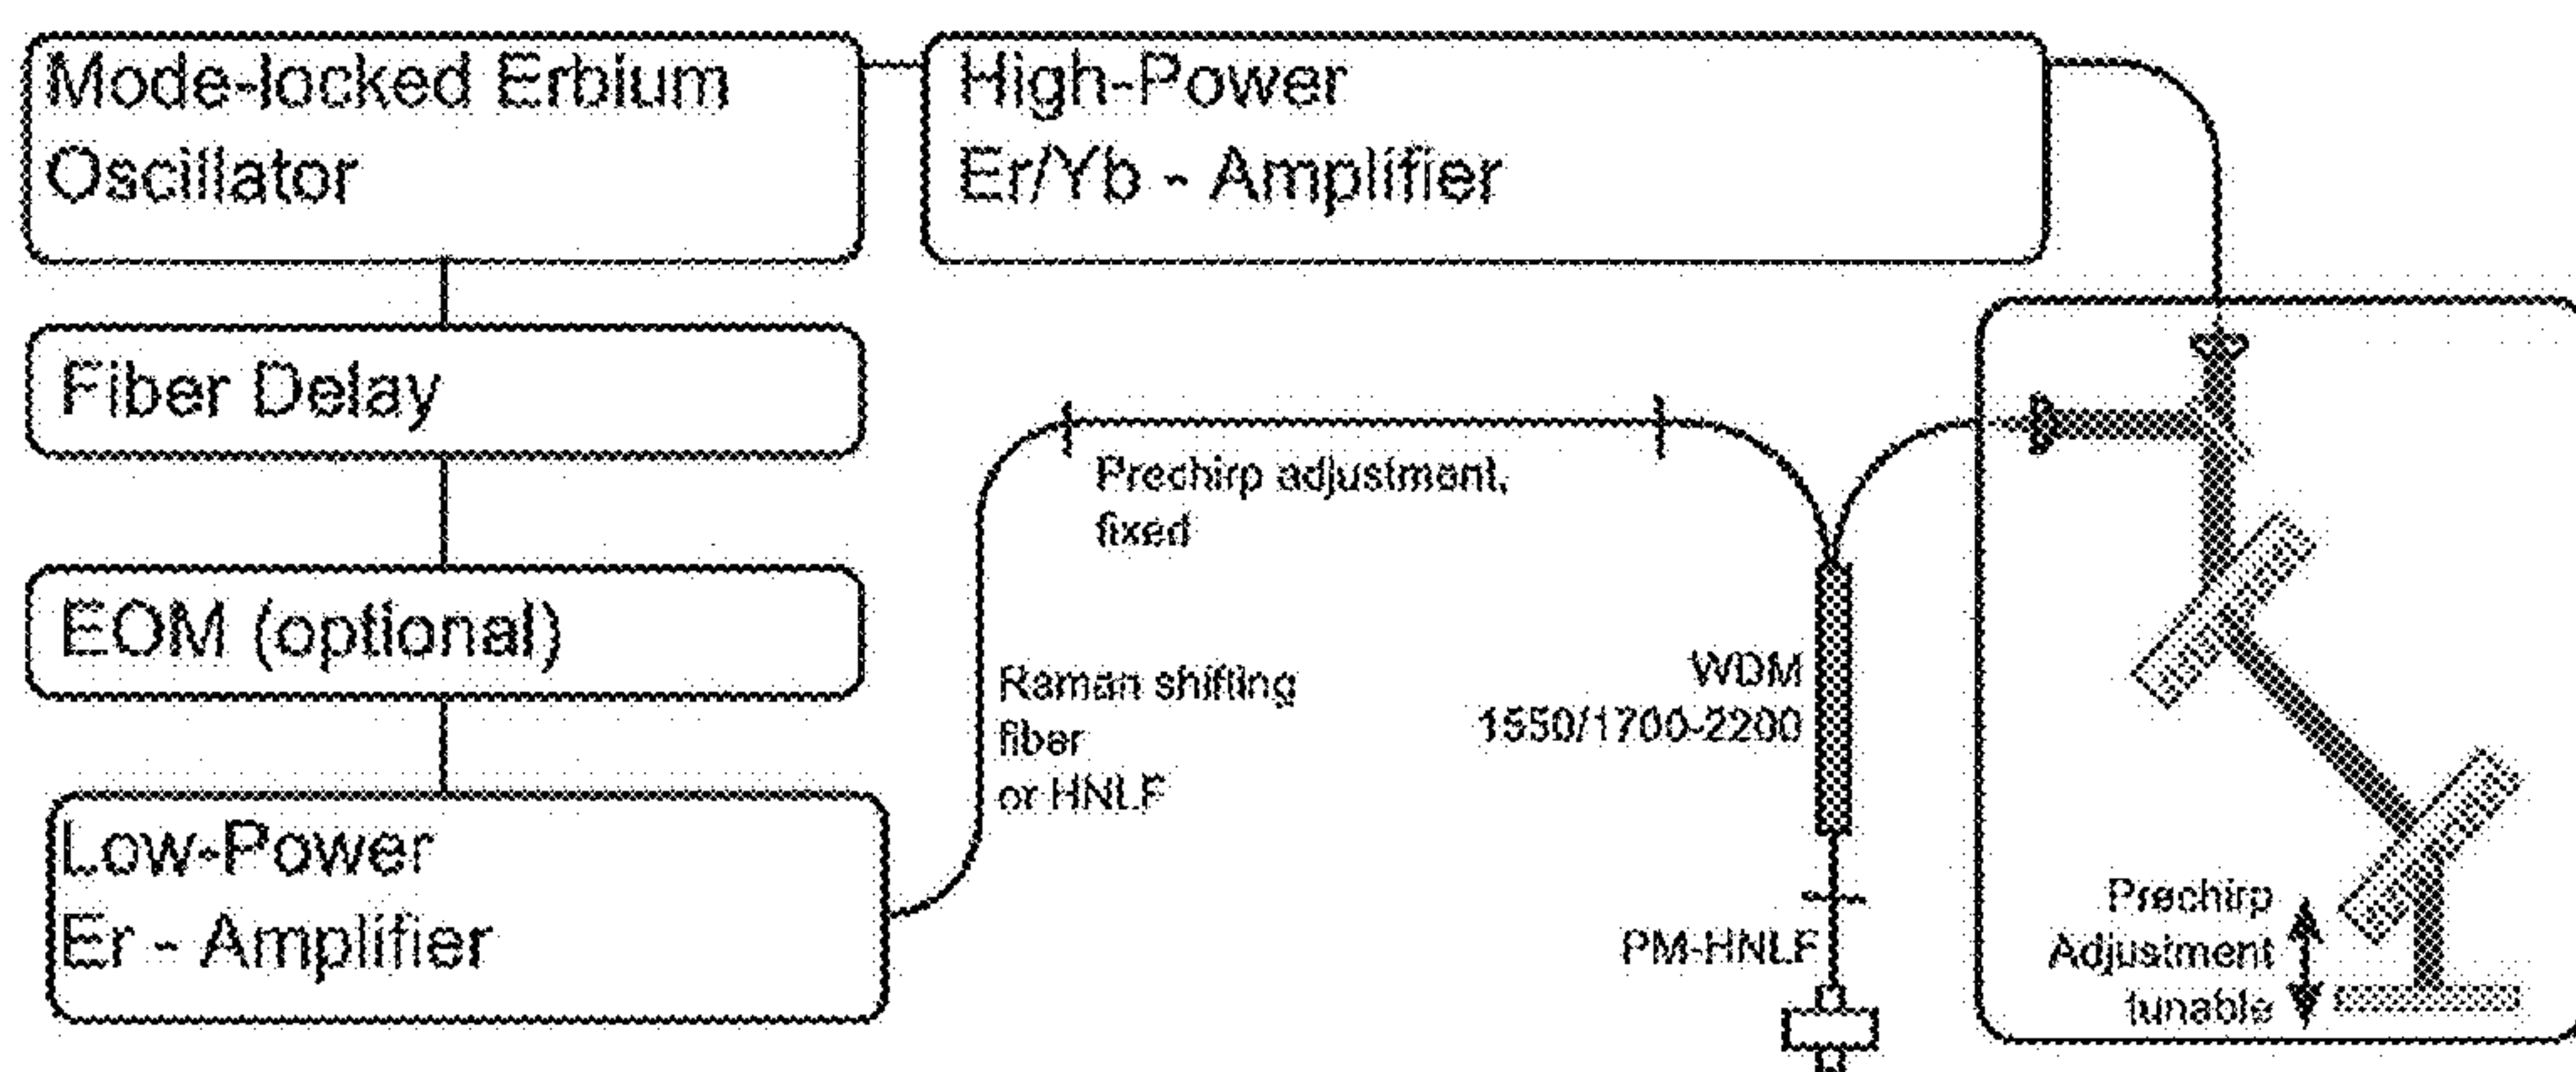 Mode-locked Erbium
Oscillator
High-Power
Er/Yb - Amplifier
Fiber Delay
EOM (optional)
Low-Power
Er - Amplifier
Prechirp adjustment,
fixed
Raman shifting
fiber
or HNLF
WDM
1550/1700-2200
PM-HNLF
Prechirp
Adjustment
tunable